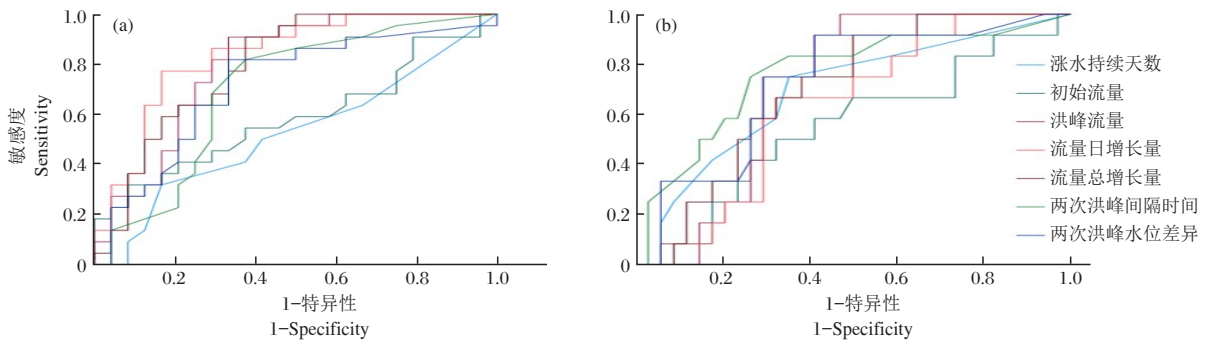 (a)
1.0
0.8
0.6
0.4
0.2
0
0.2
0.4
0.6
0.8
1.0
敏感度
Sensitivity
1-特异性
1-Specificity
(b)
1.0
0.8
0.6
0.4
0.2
0
0.2
0.4
0.6
0.8
1.0
1-特异性
1-Specificity
涨水持续天数
初始流量
洪峰流量
流量日增长量
流量总增长量
两次洪峰间隔时间
两次洪峰水位差异